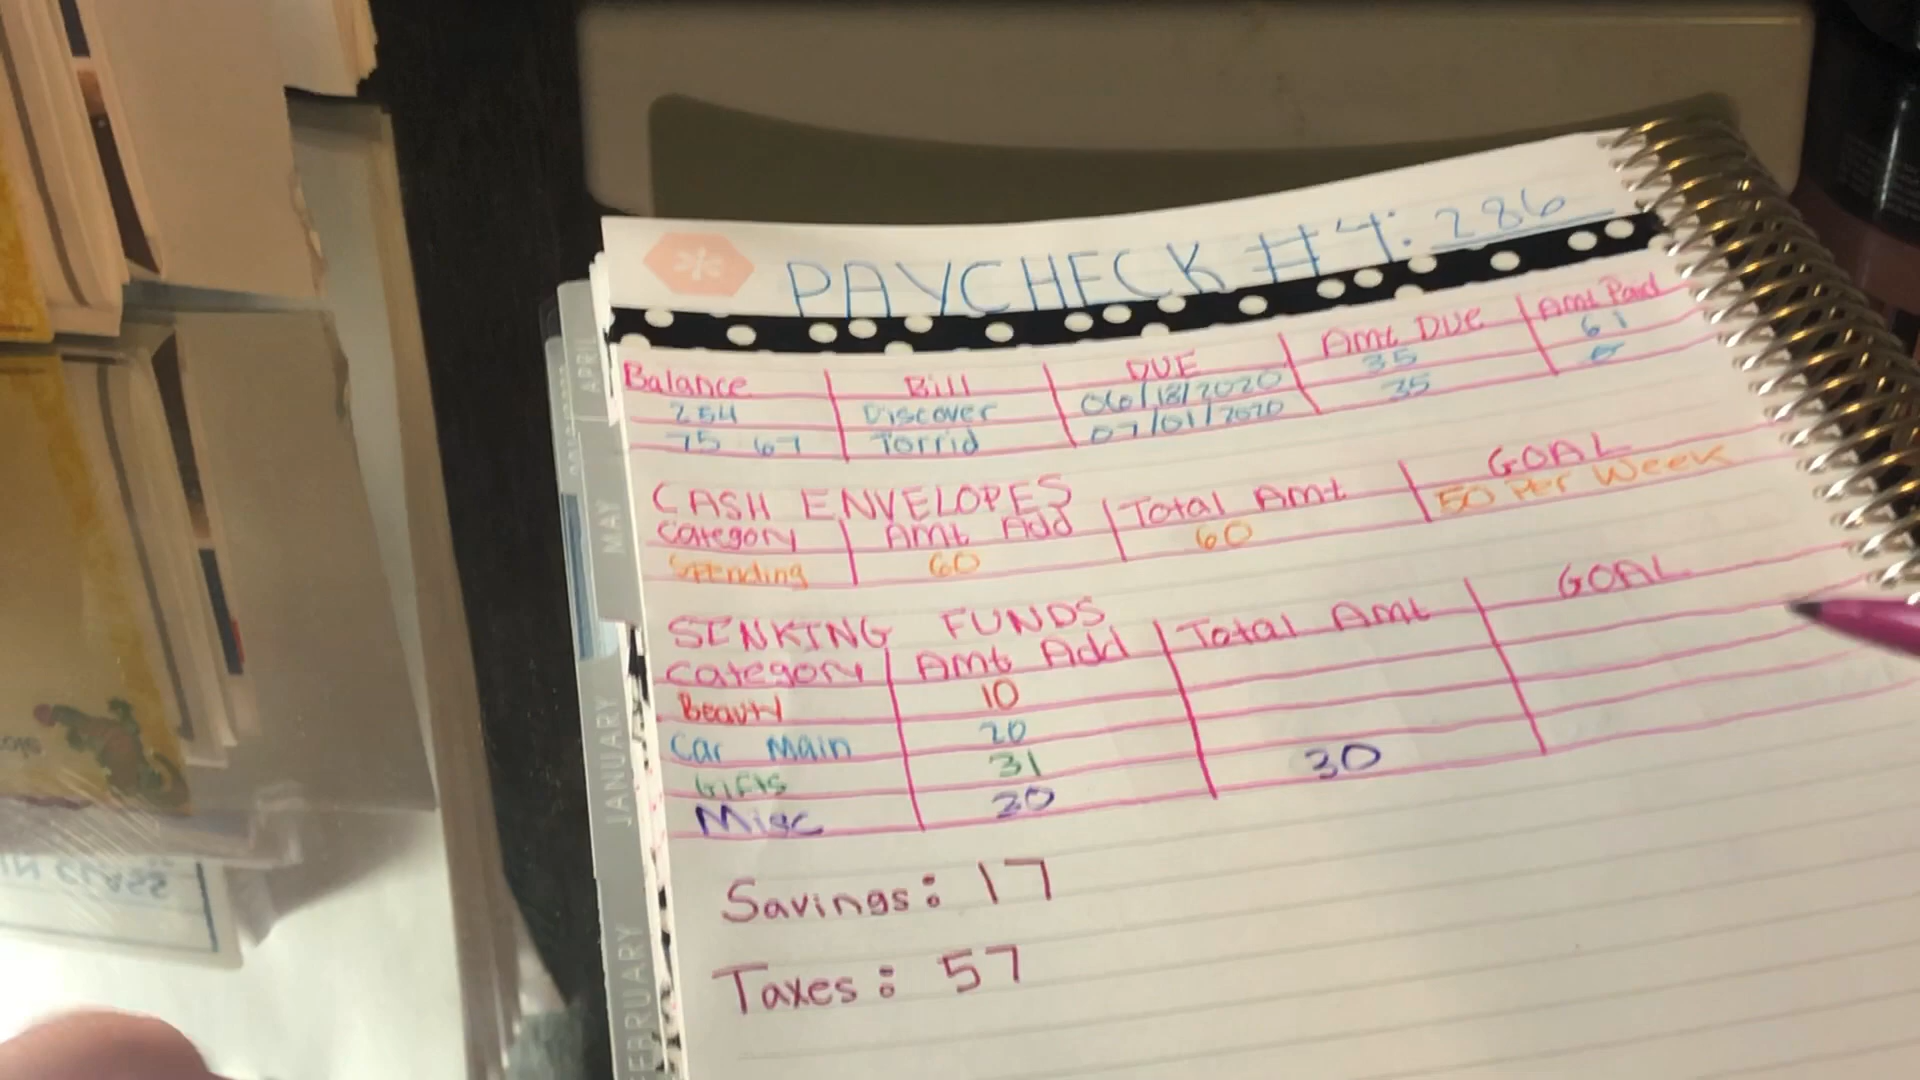 PAYCHECK #4: 286
Balance Bill DUE Amt Due Amt Paid
254 Discover 06/18/2020 35 61
75 67 Torrid 07/01/2020 35
CASH ENVELOPES GOAL
Category Amt Add Total Amt 50 Per Week
Spending 60 60
SINKING FUNDS GOAL
Category Amt Add Total Amt
Beauty 10
Car Main 20
Gifts 31
Misc 30 30
Savings: 17
Taxes: 57
APRIL
MAY
JANUARY
FEBRUARY